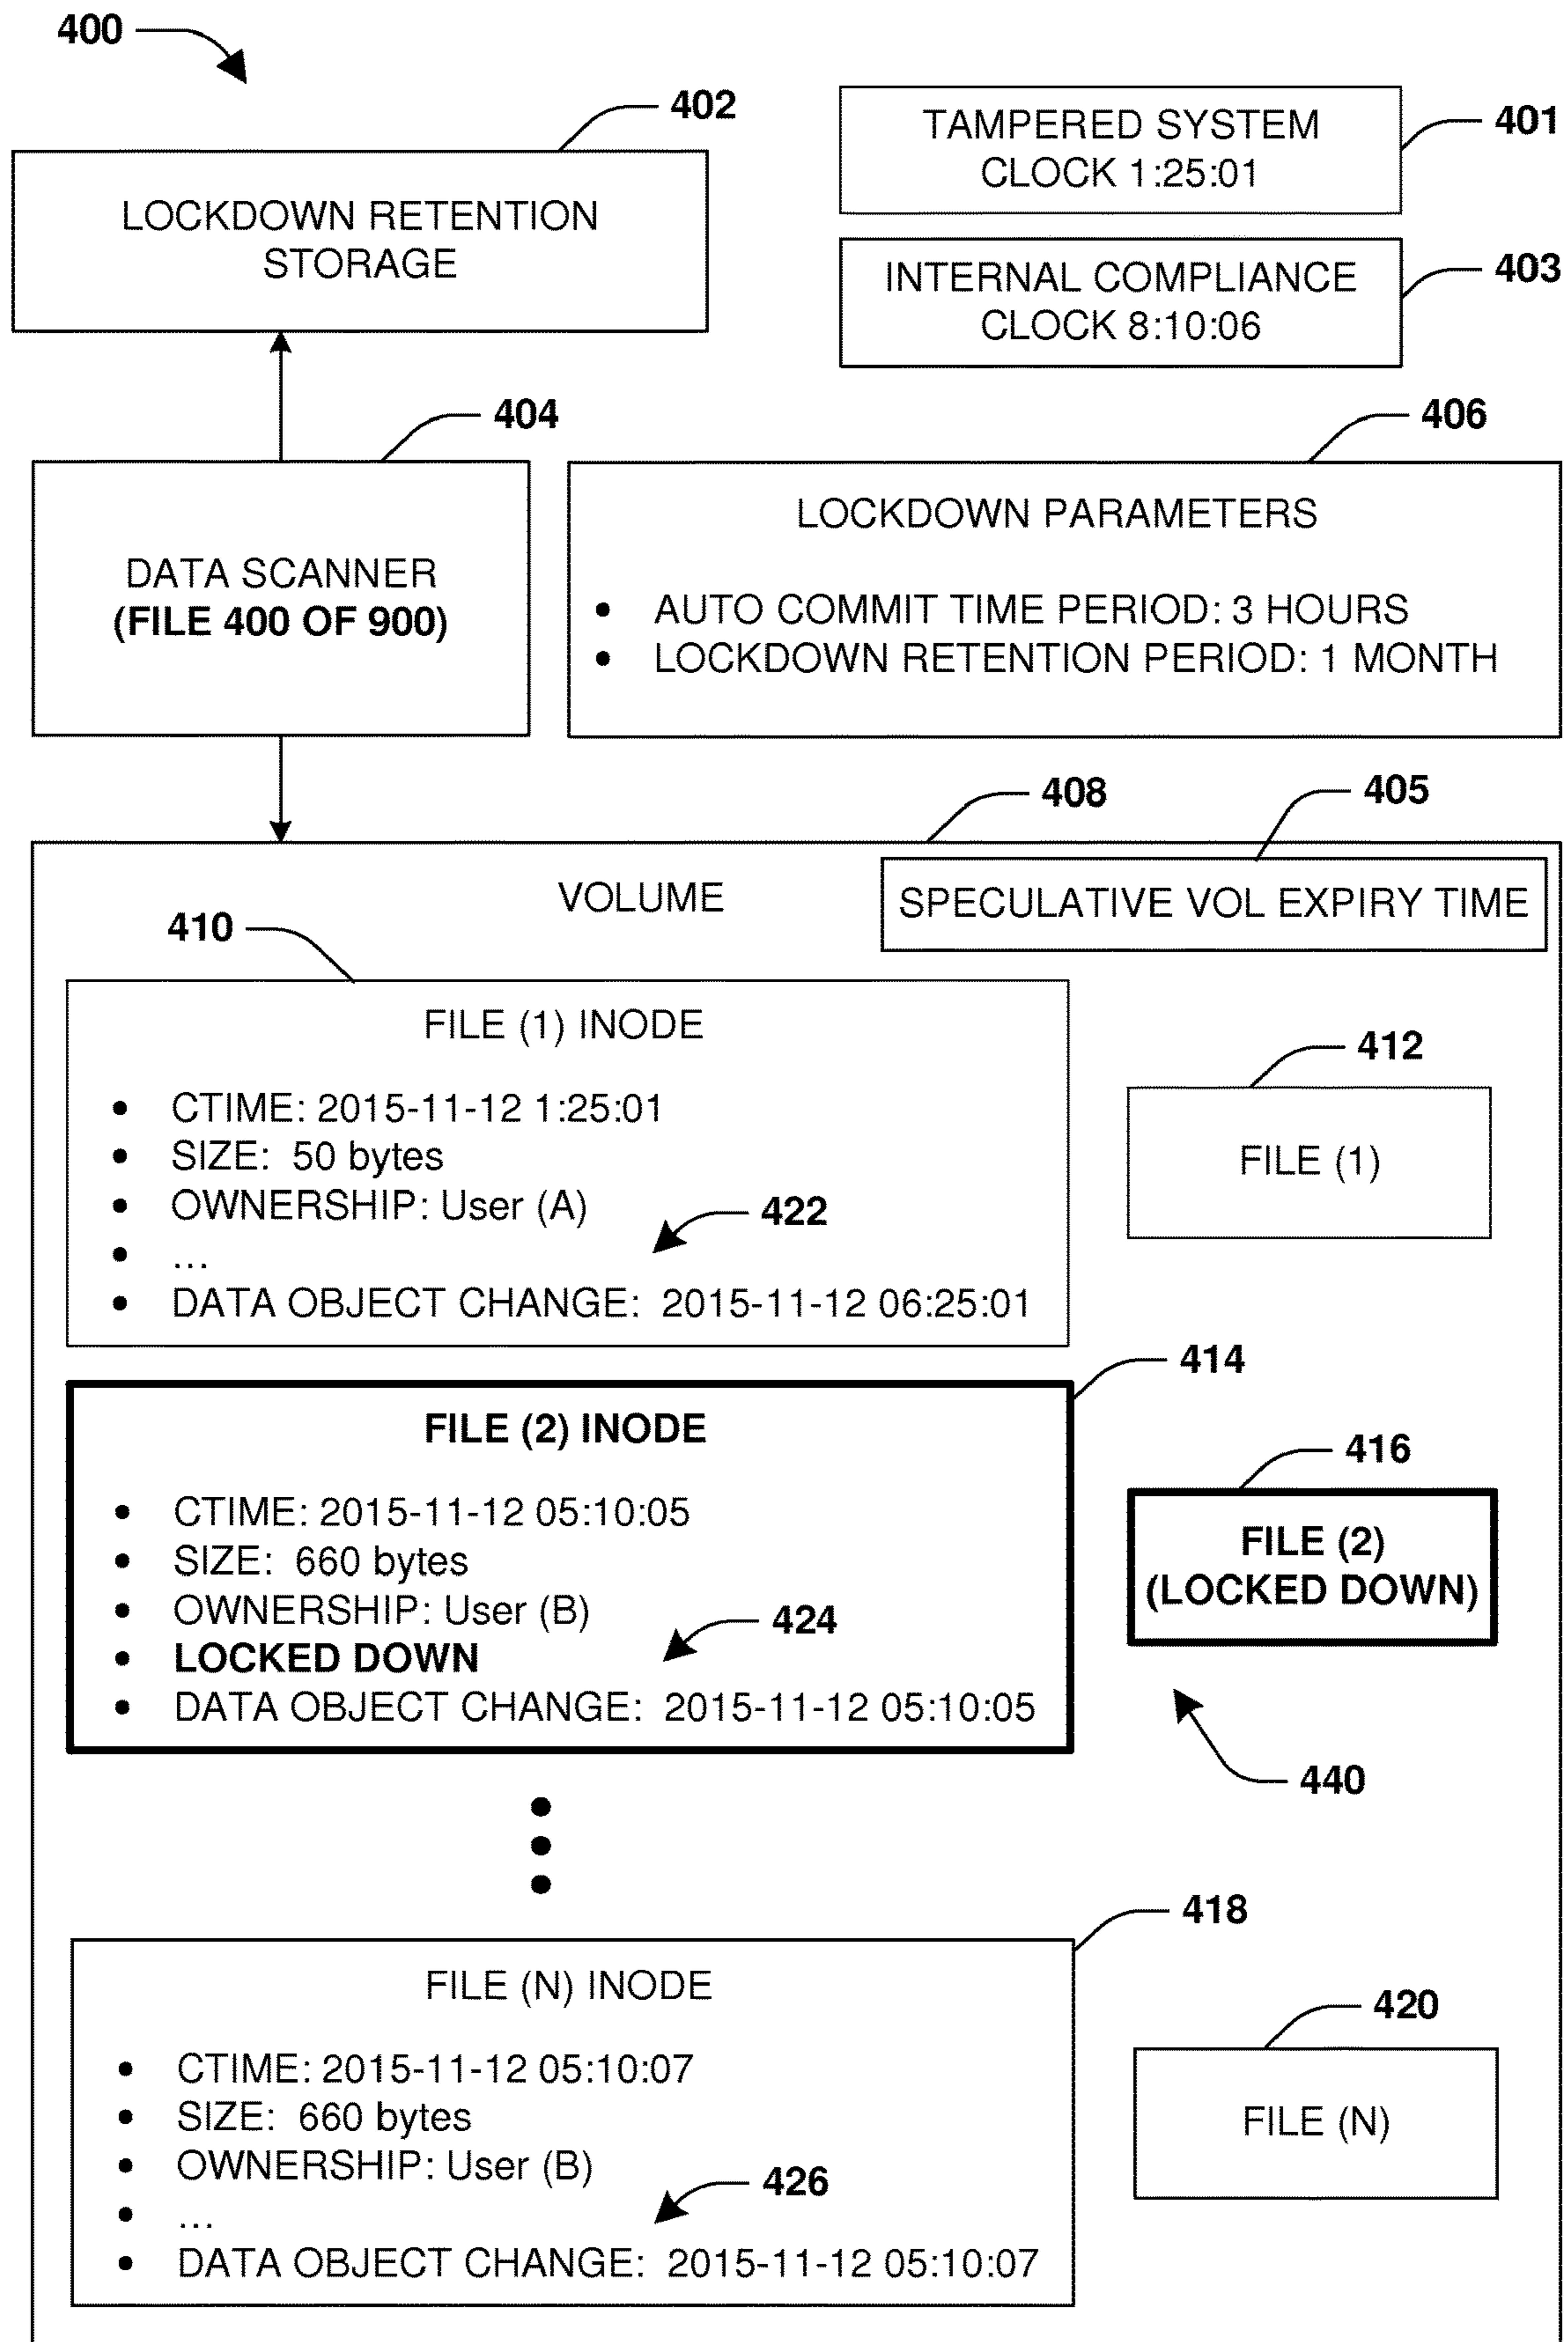 400
402
LOCKDOWN RETENTION
STORAGE
TAMPERED SYSTEM
CLOCK 1:25:01
401
INTERNAL COMPLIANCE
CLOCK 8:10:06
403
404
DATA SCANNER
(FILE 400 OF 900)
406
LOCKDOWN PARAMETERS
• AUTO COMMIT TIME PERIOD: 3 HOURS
• LOCKDOWN RETENTION PERIOD: 1 MONTH
408
405
VOLUME
SPECULATIVE VOL EXPIRY TIME
410
FILE (1) INODE
• CTIME: 2015-11-12 1:25:01
• SIZE: 50 bytes
• OWNERSHIP: User (A)
• ...
• DATA OBJECT CHANGE: 2015-11-12 06:25:01
422
412
FILE (1)
414
FILE (2) INODE
• CTIME: 2015-11-12 05:10:05
• SIZE: 660 bytes
• OWNERSHIP: User (B)
• LOCKED DOWN
• DATA OBJECT CHANGE: 2015-11-12 05:10:05
424
416
FILE (2)
(LOCKED DOWN)
440
418
FILE (N) INODE
• CTIME: 2015-11-12 05:10:07
• SIZE: 660 bytes
• OWNERSHIP: User (B)
• ...
• DATA OBJECT CHANGE: 2015-11-12 05:10:07
426
420
FILE (N)